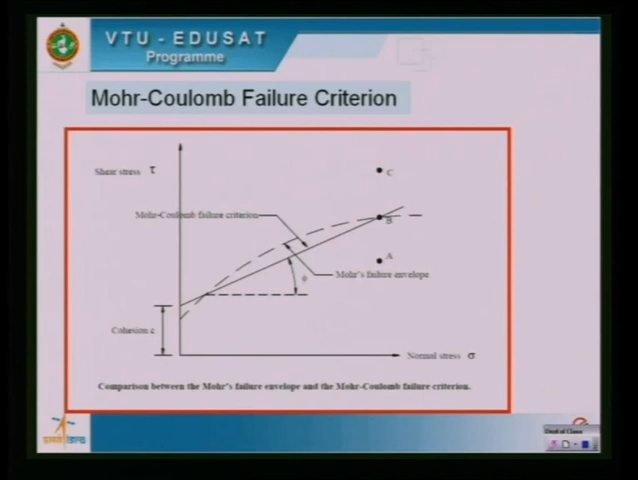 VTU - EDUSAT
Programme
Mohr-Coulomb Failure Criterion
Shear stress τ
C
Mohr-Coulomb failure criterion
B
A
ϕ
Mohr's failure envelope
Cohesion c
Normal stress σ
Comparison between the Mohr's failure envelope and the Mohr-Coulomb failure criterion.